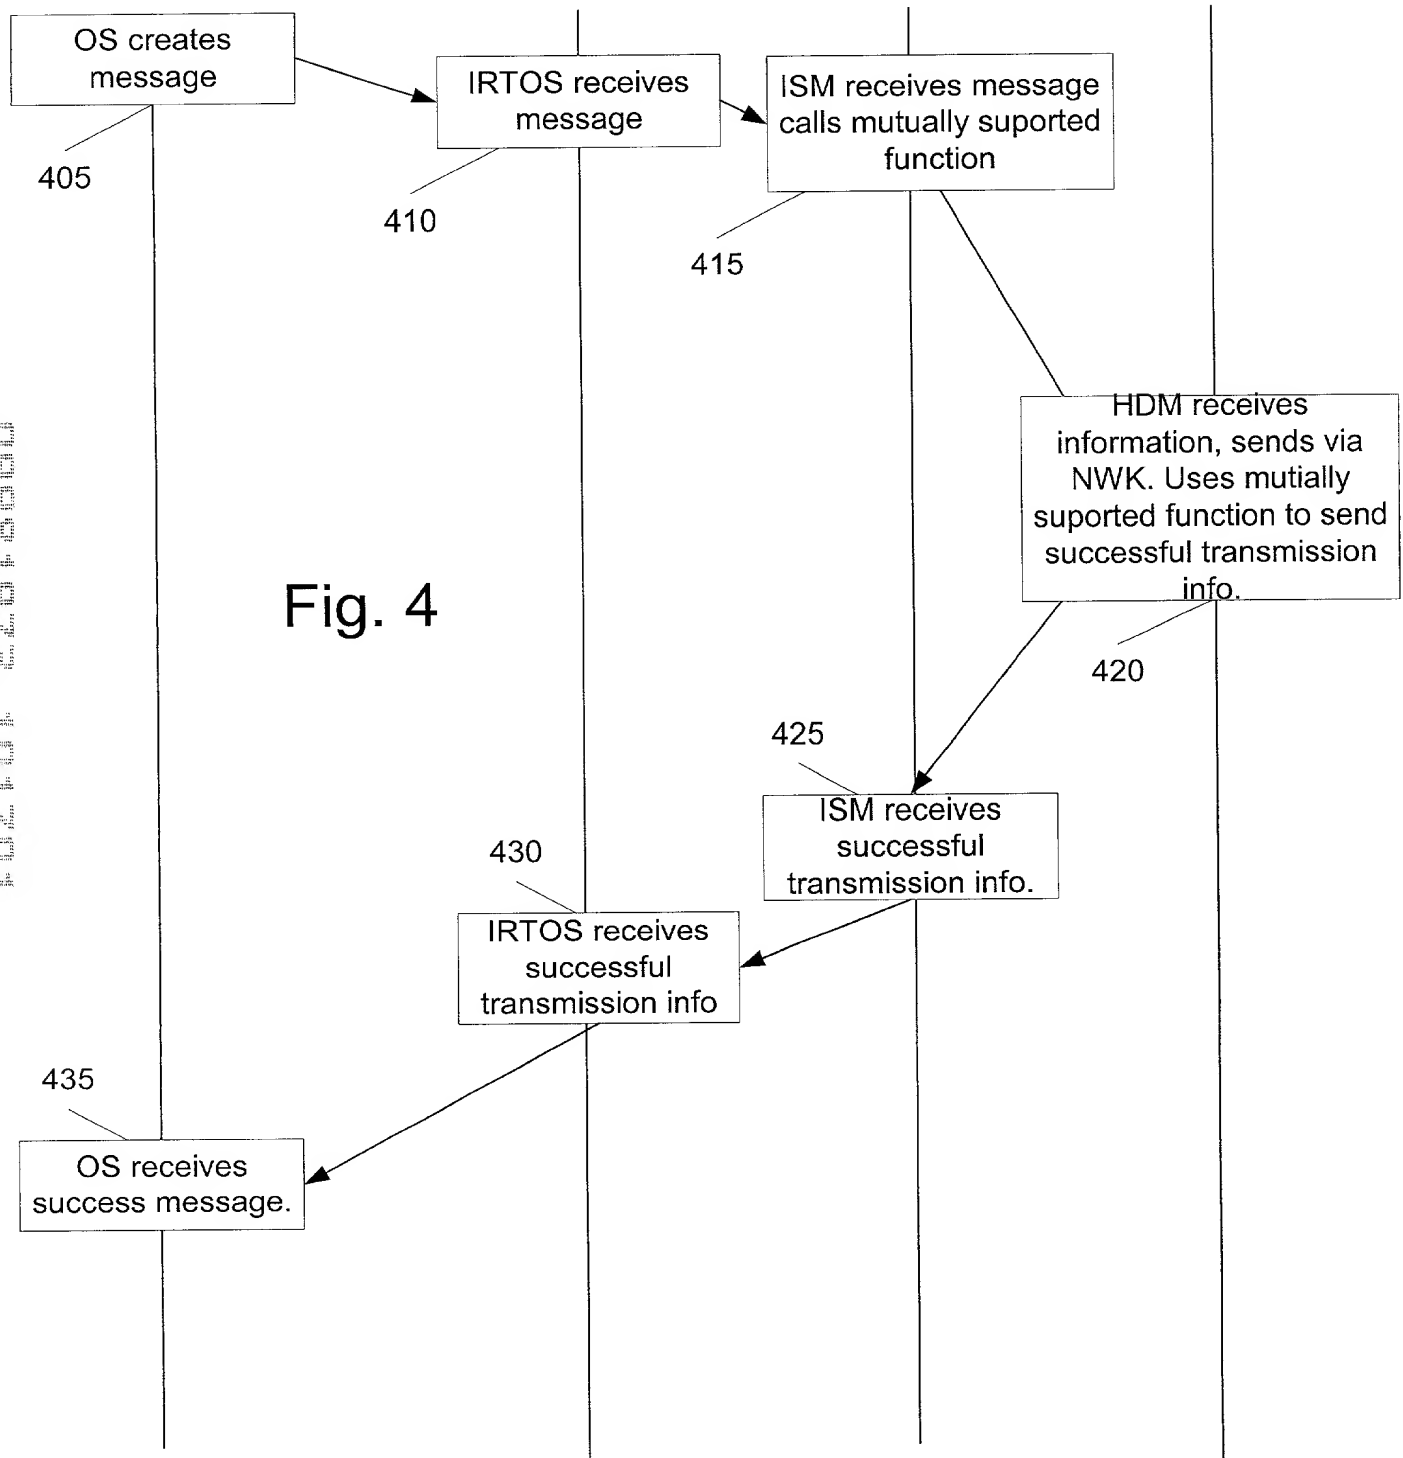 OS creates
message
405
IRTOS receives
message
410
ISM receives message
calls mutually suported
function
415
HDM receives
information, sends via
NWK. Uses mutially
suported function to send
successful transmission
info.
420
Fig. 4
425
ISM receives
successful
transmission info.
430
IRTOS receives
successful
transmission info
435
OS receives
success message.